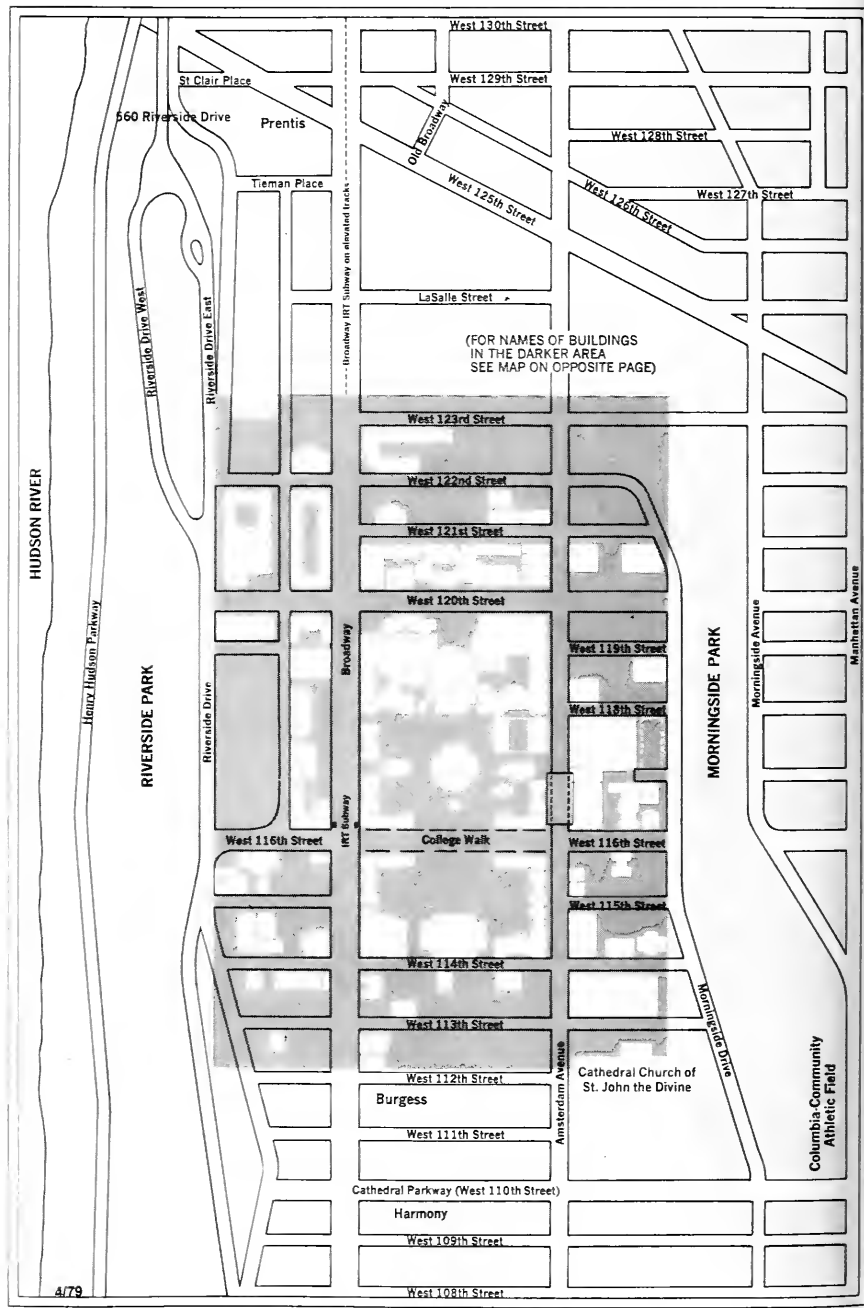 West 130th Street
St Clair Place
West 129th Street
560 Riverside Drive
Prentis
Old Broadway
West 128th Street
Tieman Place
West 125th Street
West 126th Street
West 127th Street
Broadway IRT Subway on elevated tracks
LaSalle Street
Riverside Drive West
Riverside Drive East
(FOR NAMES OF BUILDINGS
IN THE DARKER AREA
SEE MAP ON OPPOSITE PAGE)
West 123rd Street
West 122nd Street
West 121st Street
HUDSON RIVER
West 120th Street
Henry Hudson Parkway
RIVERSIDE PARK
Riverside Drive
Broadway
West 119th Street
West 118th Street
MORNINGSIDE PARK
Morningside Avenue
Manhattan Avenue
IRT Subway
West 116th Street
College Walk
West 116th Street
West 115th Street
West 114th Street
Morningside Drive
West 113th Street
Amsterdam Avenue
Cathedral Church of
St. John the Divine
West 112th Street
Burgess
West 111th Street
Columbia-Community
Athletic Field
Cathedral Parkway (West 110th Street)
Harmony
West 109th Street
4/79
West 108th Street